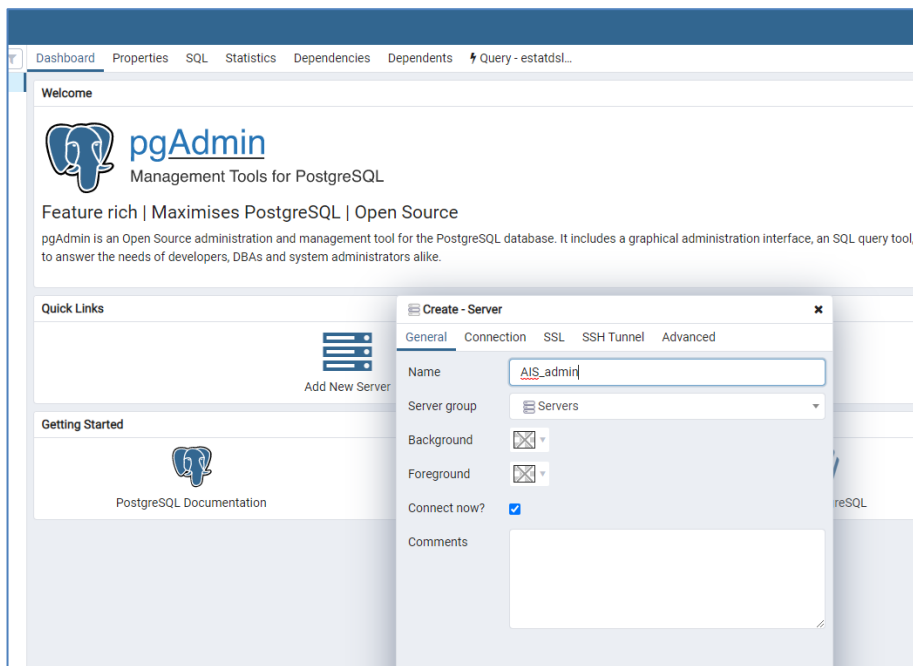 Dashboard Properties SQL Statistics Dependencies Dependents Query - estatdsl...
Welcome
pgAdmin
Management Tools for PostgreSQL
Feature rich | Maximises PostgreSQL | Open Source
pgAdmin is an Open Source administration and management tool for the PostgreSQL database. It includes a graphical administration interface, an SQL query tool,
to answer the needs of developers, DBAs and system administrators alike.
Quick Links
Add New Server
Getting Started
PostgreSQL Documentation
Create - Server
General Connection SSL SSH Tunnel Advanced
Name AIS_admin
Server group Servers
Background
Foreground
Connect now?
Comments
reSQL